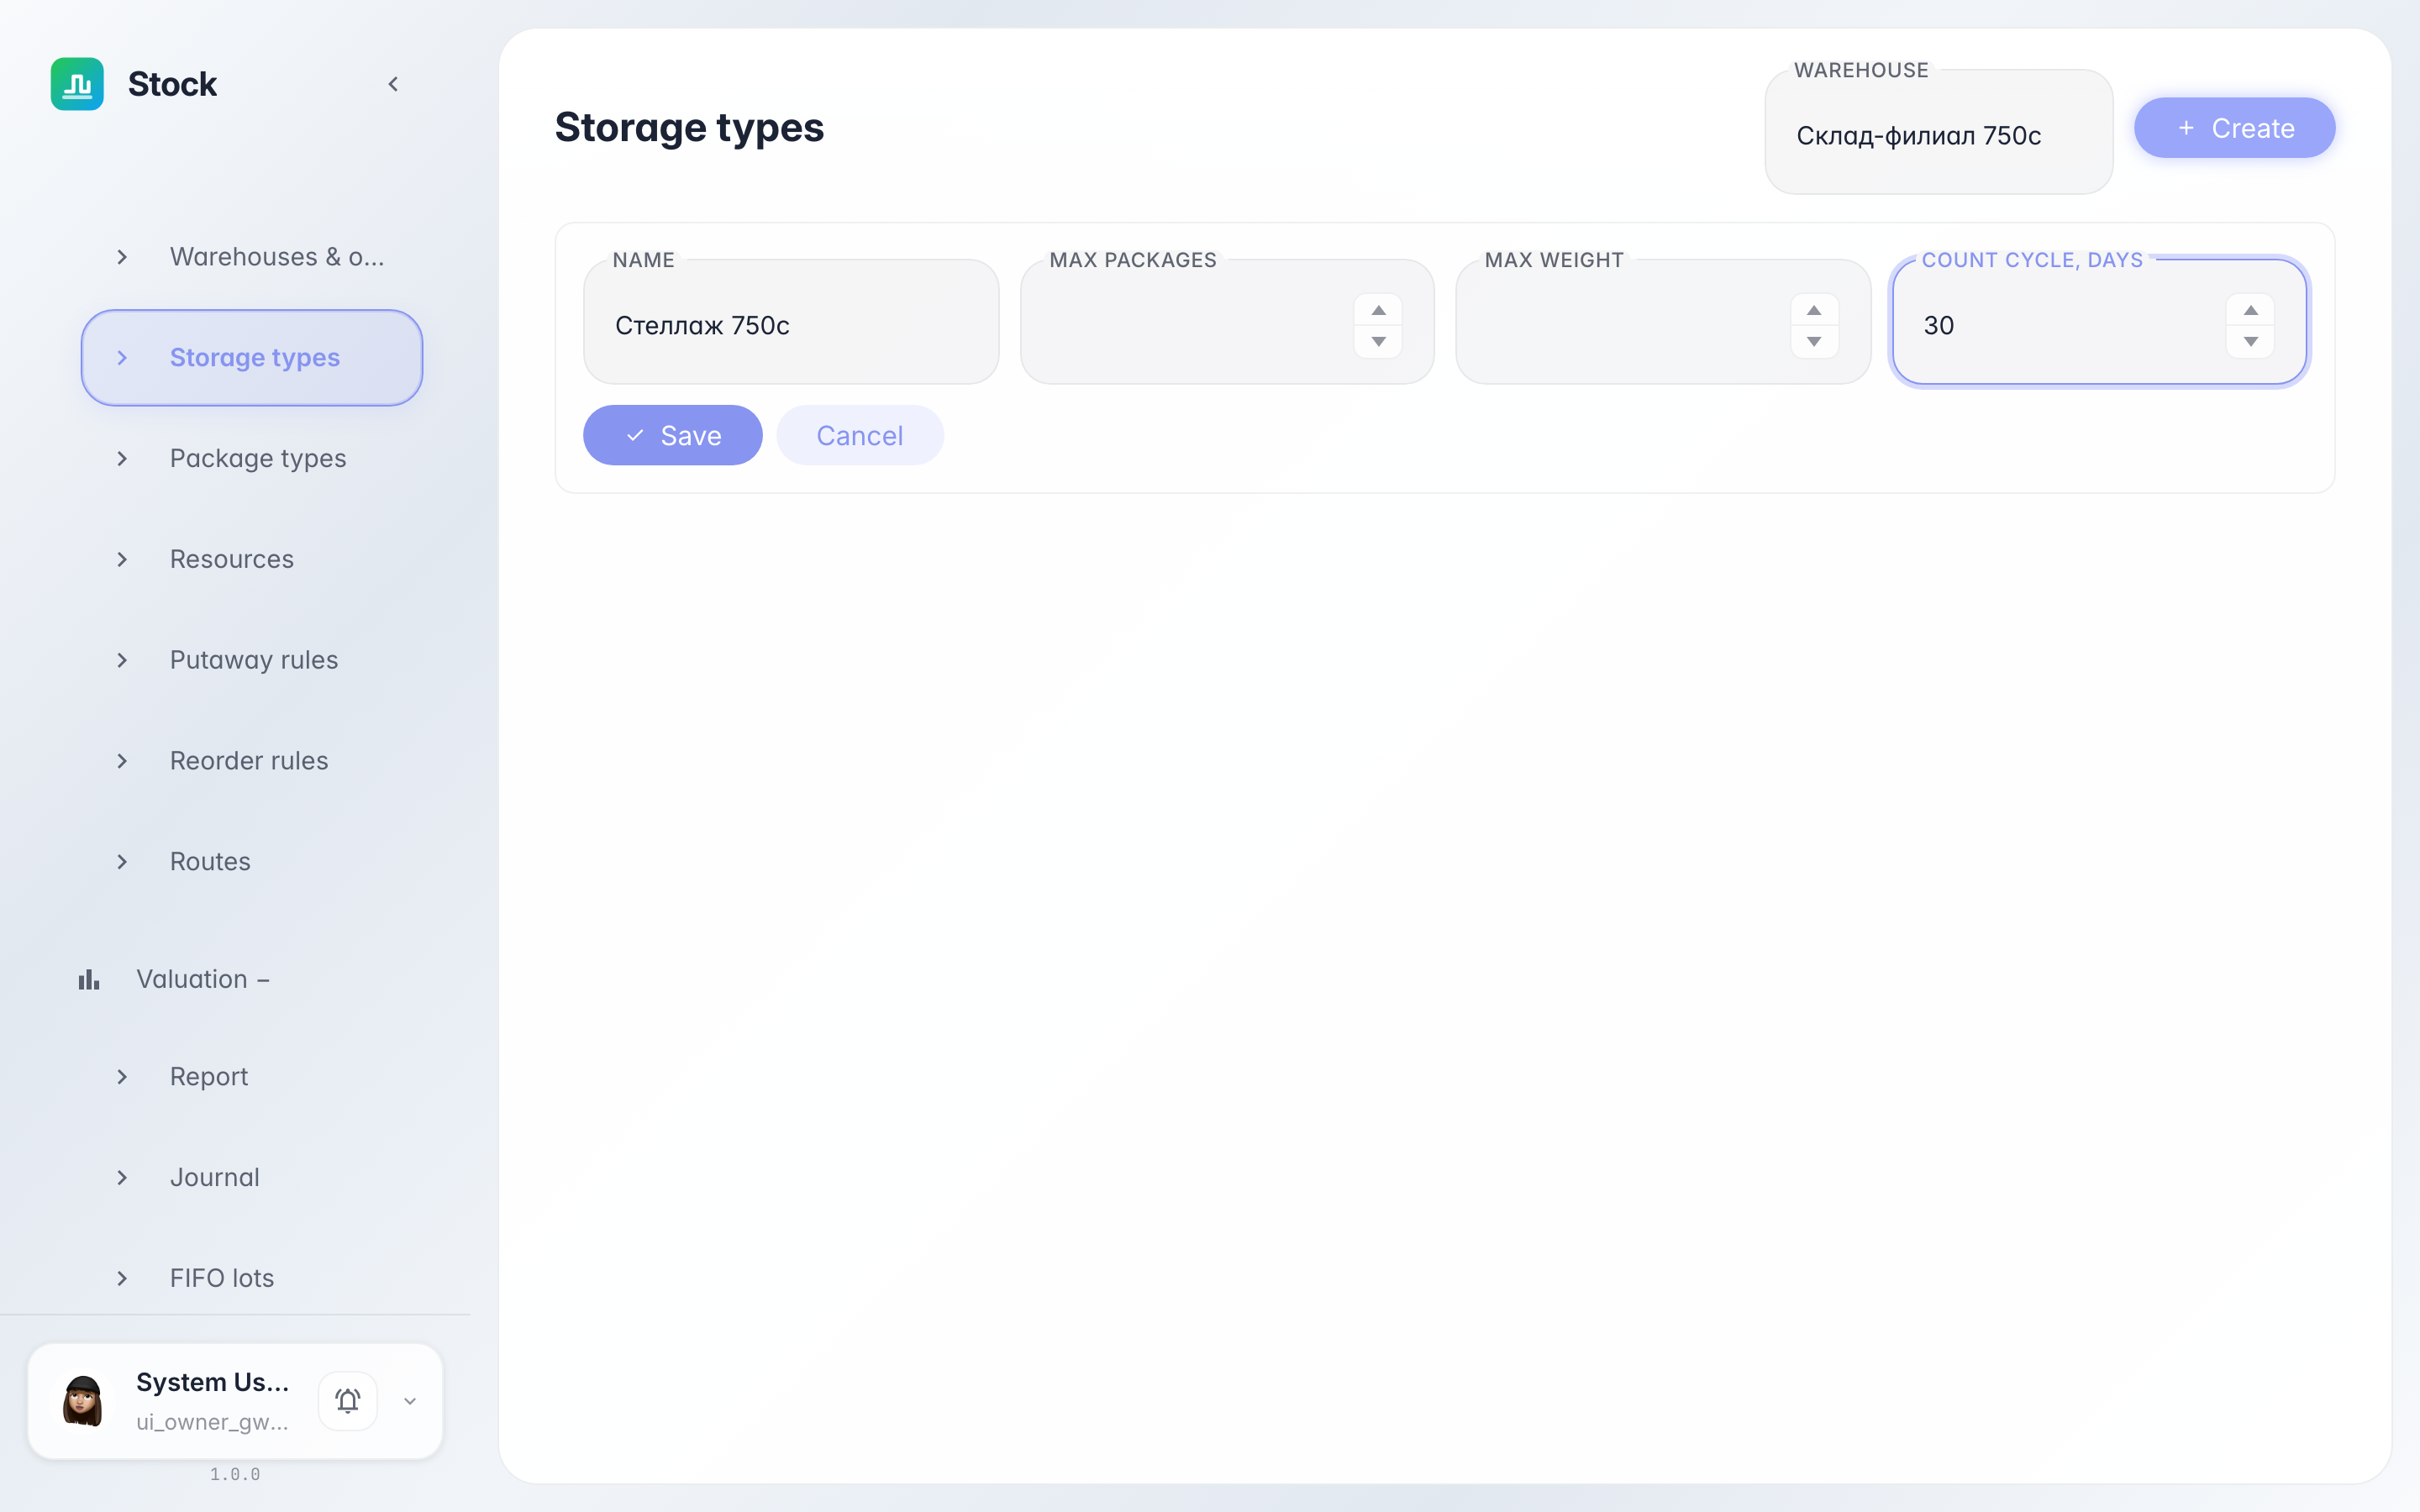 Stock
Warehouses & o...
Storage types
Package types
Resources
Putaway rules
Reorder rules
Routes
Valuation –
Report
Journal
FIFO lots
System Us...
ui_owner_gw...
1.0.0
Storage types
WAREHOUSE
Склад-филиал 750c
+ Create
NAME
Стеллаж 750c
MAX PACKAGES
MAX WEIGHT
COUNT CYCLE, DAYS
30
Save
Cancel